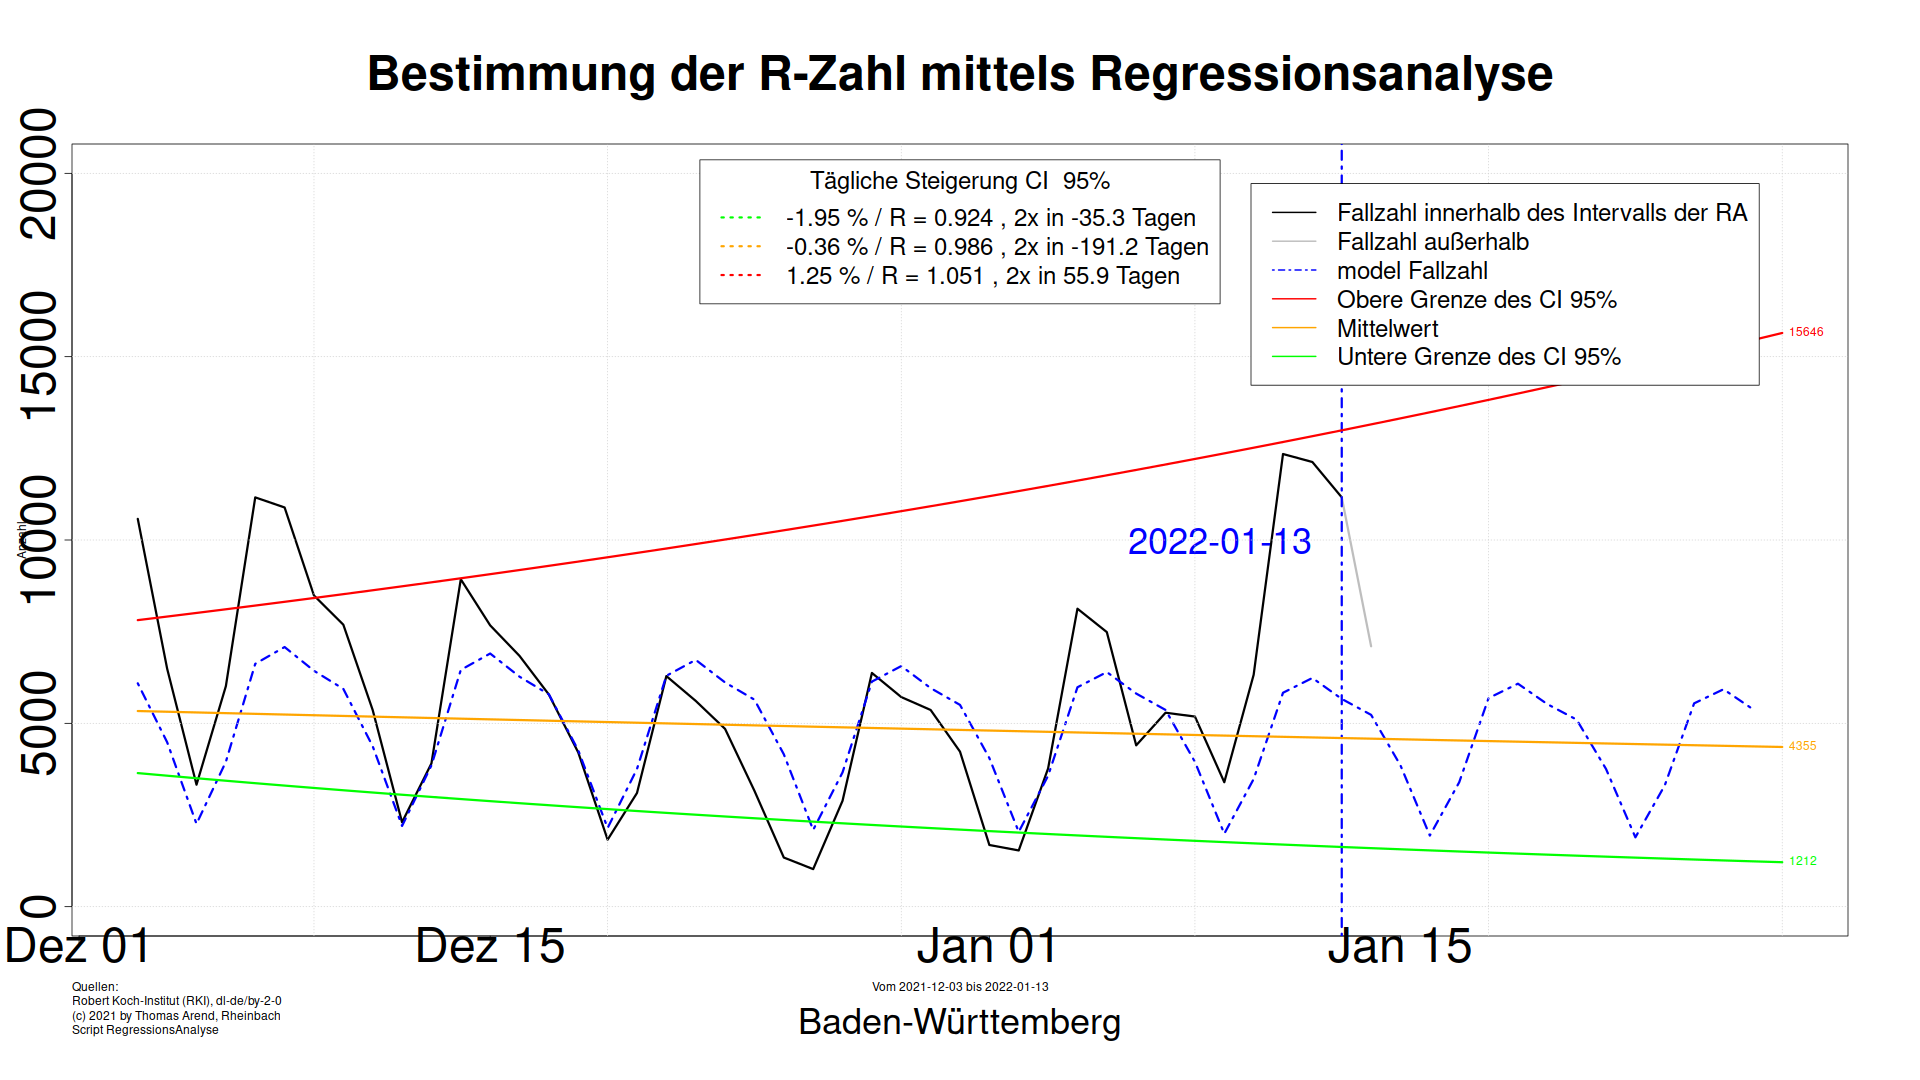 Bestimmung der R-Zahl mittels Regressionsanalyse
Anzahl
20000
15000
10000
5000
0
Tägliche Steigerung CI  95%
-1.95 % / R = 0.924 , 2x in -35.3 Tagen
-0.36 % / R = 0.986 , 2x in -191.2 Tagen
1.25 % / R = 1.051 , 2x in 55.9 Tagen
Fallzahl innerhalb des Intervalls der RA
Fallzahl außerhalb
model Fallzahl
Obere Grenze des CI 95%
Mittelwert
Untere Grenze des CI 95%
15646
2022-01-13
4355
1212
Dez 01
Dez 15
Jan 01
Jan 15
Quellen:
Robert Koch-Institut (RKI), dl-de/by-2-0
(c) 2021 by Thomas Arend, Rheinbach
Script RegressionsAnalyse
Vom 2021-12-03 bis 2022-01-13
Baden-Württemberg